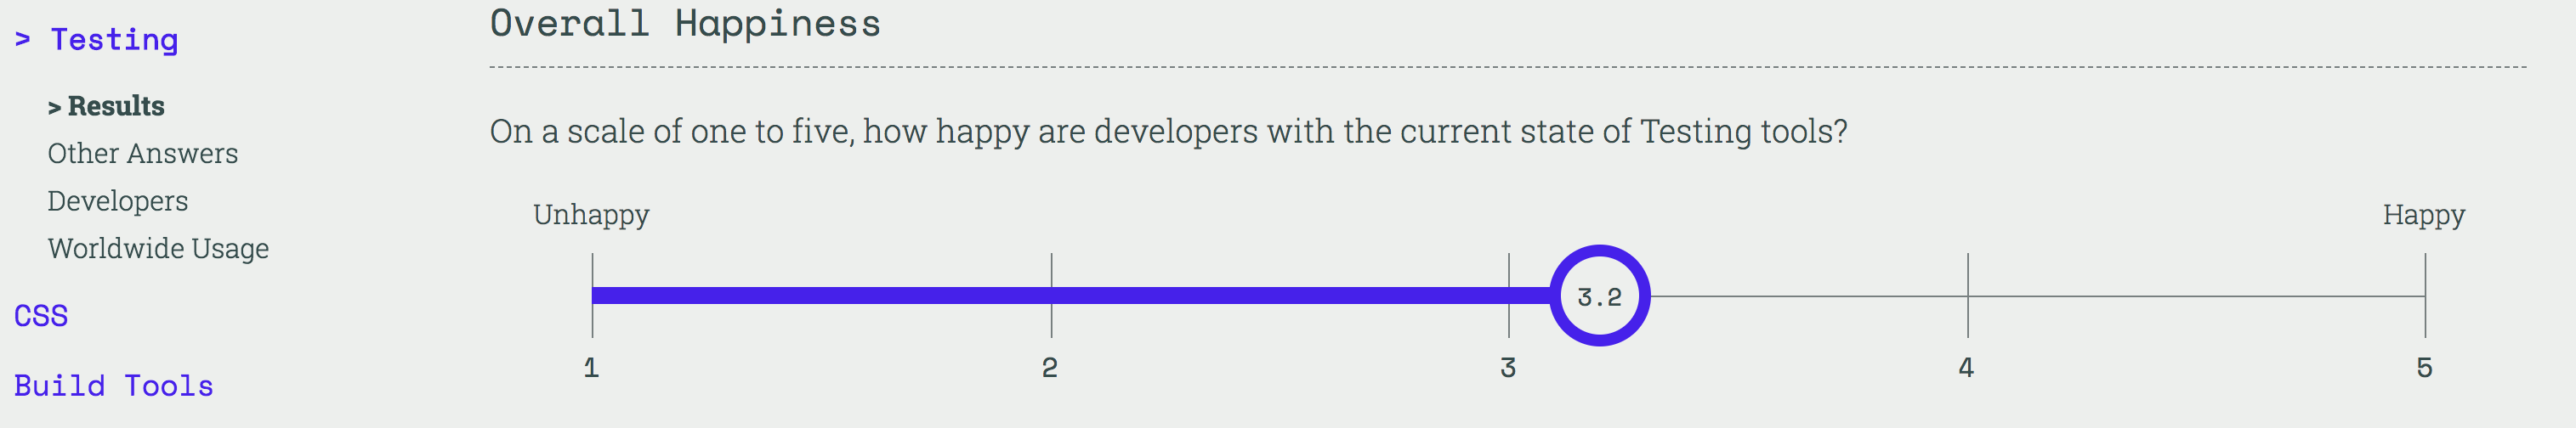 > Testing
> Results
Other Answers
Developers
Worldwide Usage
CSS
Build Tools
Overall Happiness
On a scale of one to five, how happy are developers with the current state of Testing tools?
Unhappy
Happy
3.2
1 2 3 4 5